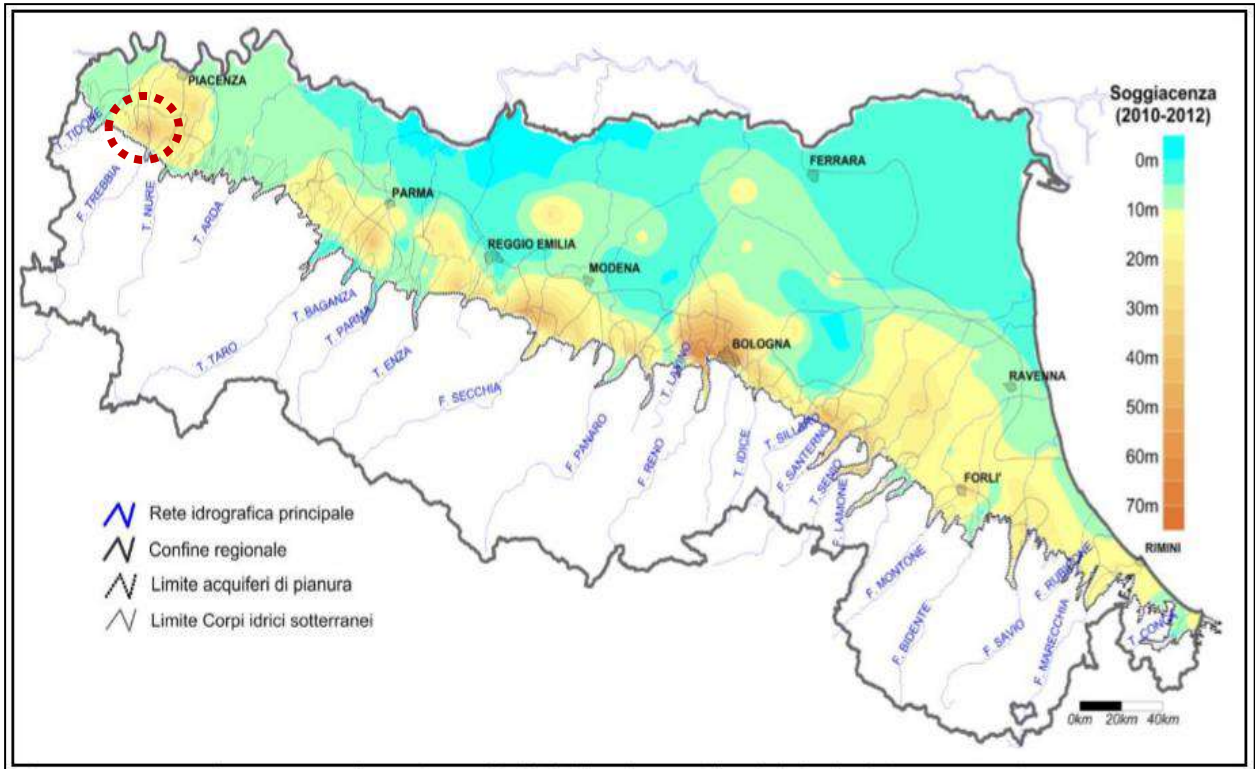 PIACENZA
T. TIDONE
F. TREBBIA
T. NURE
T. ARDA
PARMA
REGGIO EMILIA
MODENA
FERRARA
BOLOGNA
RAVENNA
FORLI'
RIMINI
T. TARO
T. BAGANZA
T. PARMA
T. ENZA
F. SECCHIA
F. PANARO
T. LAVINO
F. RENO
T. IDICE
T. SILLARO
F. SANTERNO
T. SENIO
F. LAMONE
F. MONTONE
F. BIDENTE
F. SAVIO
F. RUBICONE
F. MARECCHIA
T. CONCA
Soggiacenza
(2010-2012)
0m
10m
20m
30m
40m
50m
60m
70m
Rete idrografica principale
Confine regionale
Limite acquiferi di pianura
Limite Corpi idrici sotterranei
0km 20km 40km